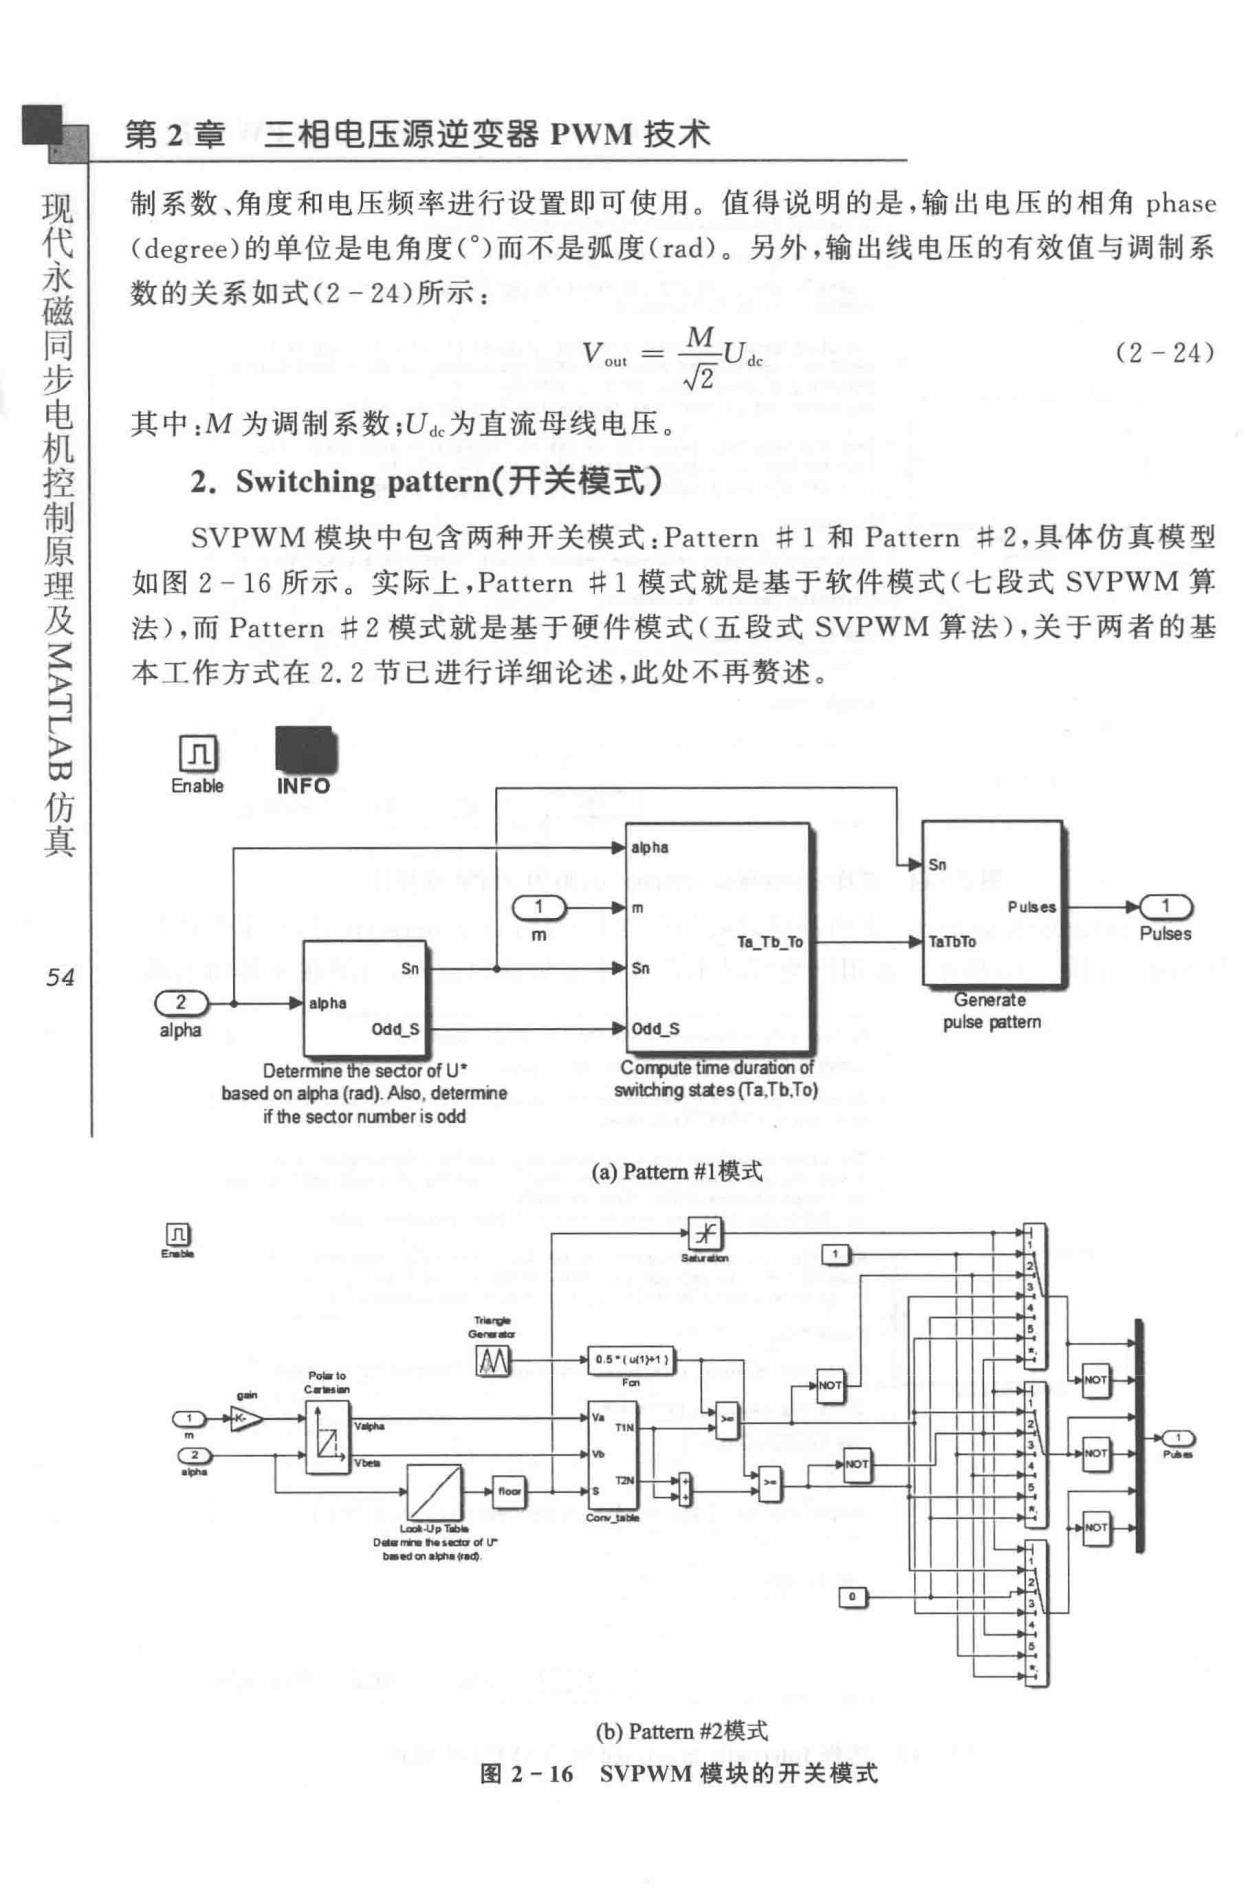 第 2 章 三相电压源逆变器 PWM 技术
现代永磁同步电机控制原理及MATLAB仿真
54
制系数、角度和电压频率进行设置即可使用。值得说明的是,输出电压的相角 phase
(degree)的单位是电角度(°)而不是弧度(rad)。另外,输出线电压的有效值与调制系
数的关系如式(2-24)所示:
V_out = M/√2 U_dc (2-24)
其中:M 为调制系数;U_dc为直流母线电压。
2. Switching pattern(开关模式)
SVPWM 模块中包含两种开关模式:Pattern #1 和 Pattern #2,具体仿真模型
如图 2-16 所示。实际上,Pattern #1 模式就是基于软件模式(七段式 SVPWM 算
法),而 Pattern #2 模式就是基于硬件模式(五段式 SVPWM 算法),关于两者的基
本工作方式在 2.2 节已进行详细论述,此处不再赘述。
Enable
INFO
alpha
m
Sn
Odd_S
Ta_Tb_To
Compute time duration of
switching states (Ta,Tb,To)
1
m
2
alpha
alpha
Sn
Odd_S
Determine the sector of U*
based on alpha (rad). Also, determine
if the sector number is odd
Sn
TaTbTo
Pulses
Generate
pulse pattern
1
Pulses
(a) Pattern #1模式
Enable
Saturation
1
Triangle
Generator
0.5*(u(1)+1)
Fcn
Polar to
Cartesian
gain
K-
1
m
2
alpha
Valpha
Vbeta
Va
Vb
S
T1N
T2N
Conv_table
Look-Up Table
Determine the sector of U*
based on alpha (rad).
floor
+
+
>=
>=
NOT
NOT
0
1
2
3
4
5
*
1
2
3
4
5
*
1
2
3
4
5
*
NOT
NOT
NOT
1
Pulses
(b) Pattern #2模式
图 2-16 SVPWM 模块的开关模式